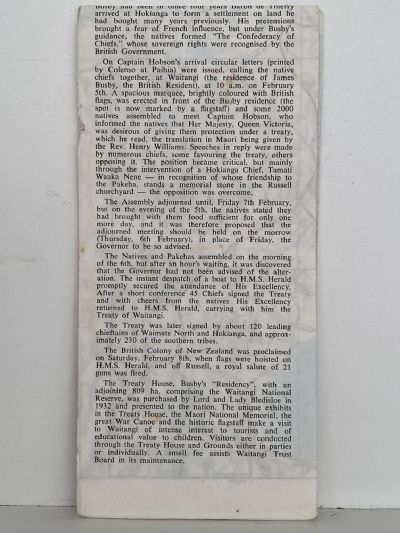 Busby had been in office four years Baron de Thierry
arrived at Hokianga to form a settlement on land he
had bought many years previously. His pretensions
brought a fear of French influence, but under Busby's
guidance, the natives formed "The Confederacy of
Chiefs," whose sovereign rights were recognised by the
British Government.
On Captain Hobson's arrival circular letters (printed
by Colenso at Paihia) were issued, calling the native
chiefs together, at Waitangi (the residence of James
Busby, the British Resident), at 10 a.m. on February
5th. A spacious marquee, brightly coloured with British
flags, was erected in front of the Busby residence (the
spot is now marked by a flagstaff) and some 2000
natives assembled to meet Captain Hobson, who
informed the natives that Her Majesty, Queen Victoria,
was desirous of giving them protection under a treaty,
which he read, the translation in Maori being given by
the Rev. Henry Williams. Speeches in reply were made
by numerous chiefs, some favouring the treaty, others
opposing it. The position became critical, but mainly
through the intervention of a Hokianga Chief, Tamati
Waaka Nene — in recognition of whose friendship to
the Pakeha, stands a memorial stone in the Russell
churchyard — the opposition was overcome.
The Assembly adjourned until, Friday 7th February,
but on the evening of the 5th, the natives stated they
had brought with them food sufficient for only one
more day, and it was therefore proposed that the
adjourned meeting should be held on the morrow
(Thursday, 6th February), in place of Friday, the
Governor to be so advised.
The Natives and Pakehas assembled on the morning
of the 6th, but after an hour's waiting, it was discovered
that the Governor had not been advised of the alter-
ation. The instant despatch of a boat to H.M.S. Herald
promptly secured the attendance of His Excellency.
After a short conference 45 Chiefs signed the Treaty
and with cheers from the natives His Excellency
returned to H.M.S. Herald, carrying with him the
Treaty of Waitangi.
The Treaty was later signed by about 120 leading
chieftains of Waimate North and Hokianga, and approx-
imately 230 of the southern tribes.
The British Colony of New Zealand was proclaimed
on Saturday, February 8th, when flags were hoisted on
H.M.S. Herald, and off Russell, a royal salute of 21
guns was fired.
The Treaty House, Busby's "Residency", with an
adjoining 809 ha, comprising the Waitangi National
Reserve, was purchased by Lord and Lady Bledisloe in
1932 and presented to the nation. The unique exhibits
in the Treaty House, the Maori National Memorial, the
great War Canoe and the historic flagstaff make a visit
to Waitangi of intense interest to tourists and of
educational value to children. Visitors are conducted
through the Treaty House and Grounds either in parties
or individually. A small fee assists Waitangi Trust
Board in its maintenance.